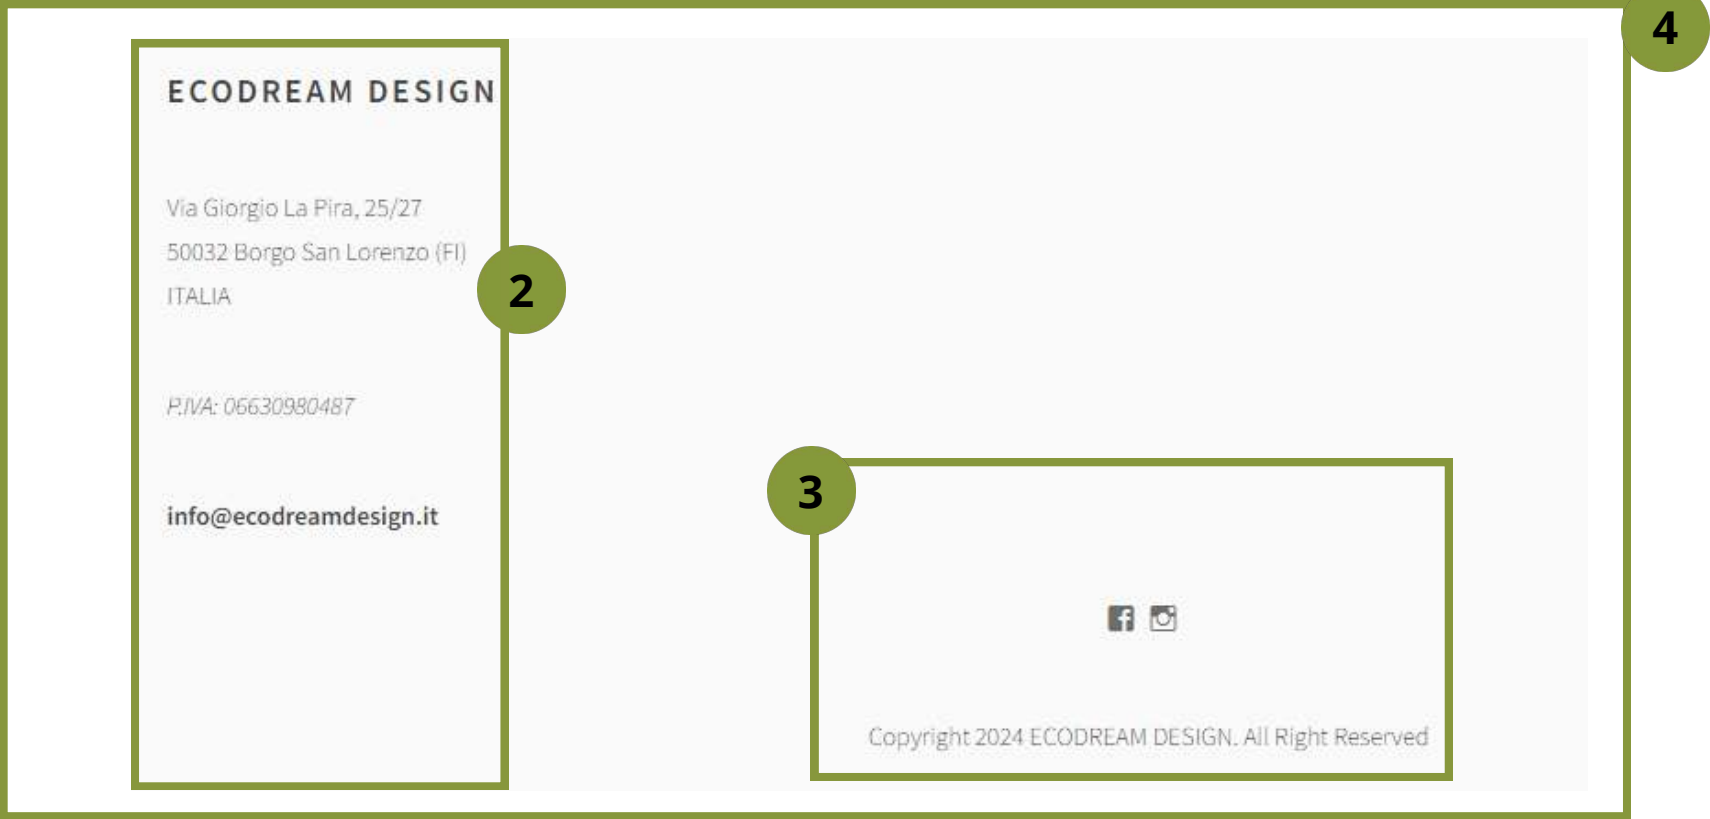 4
ECODREAM DESIGN
Via Giorgio La Pira, 25/27
50032 Borgo San Lorenzo (FI)
ITALIA
2
P.IVA: 06630980487
info@ecodreamdesign.it
3
Copyright 2024 ECODREAM DESIGN. All Right Reserved